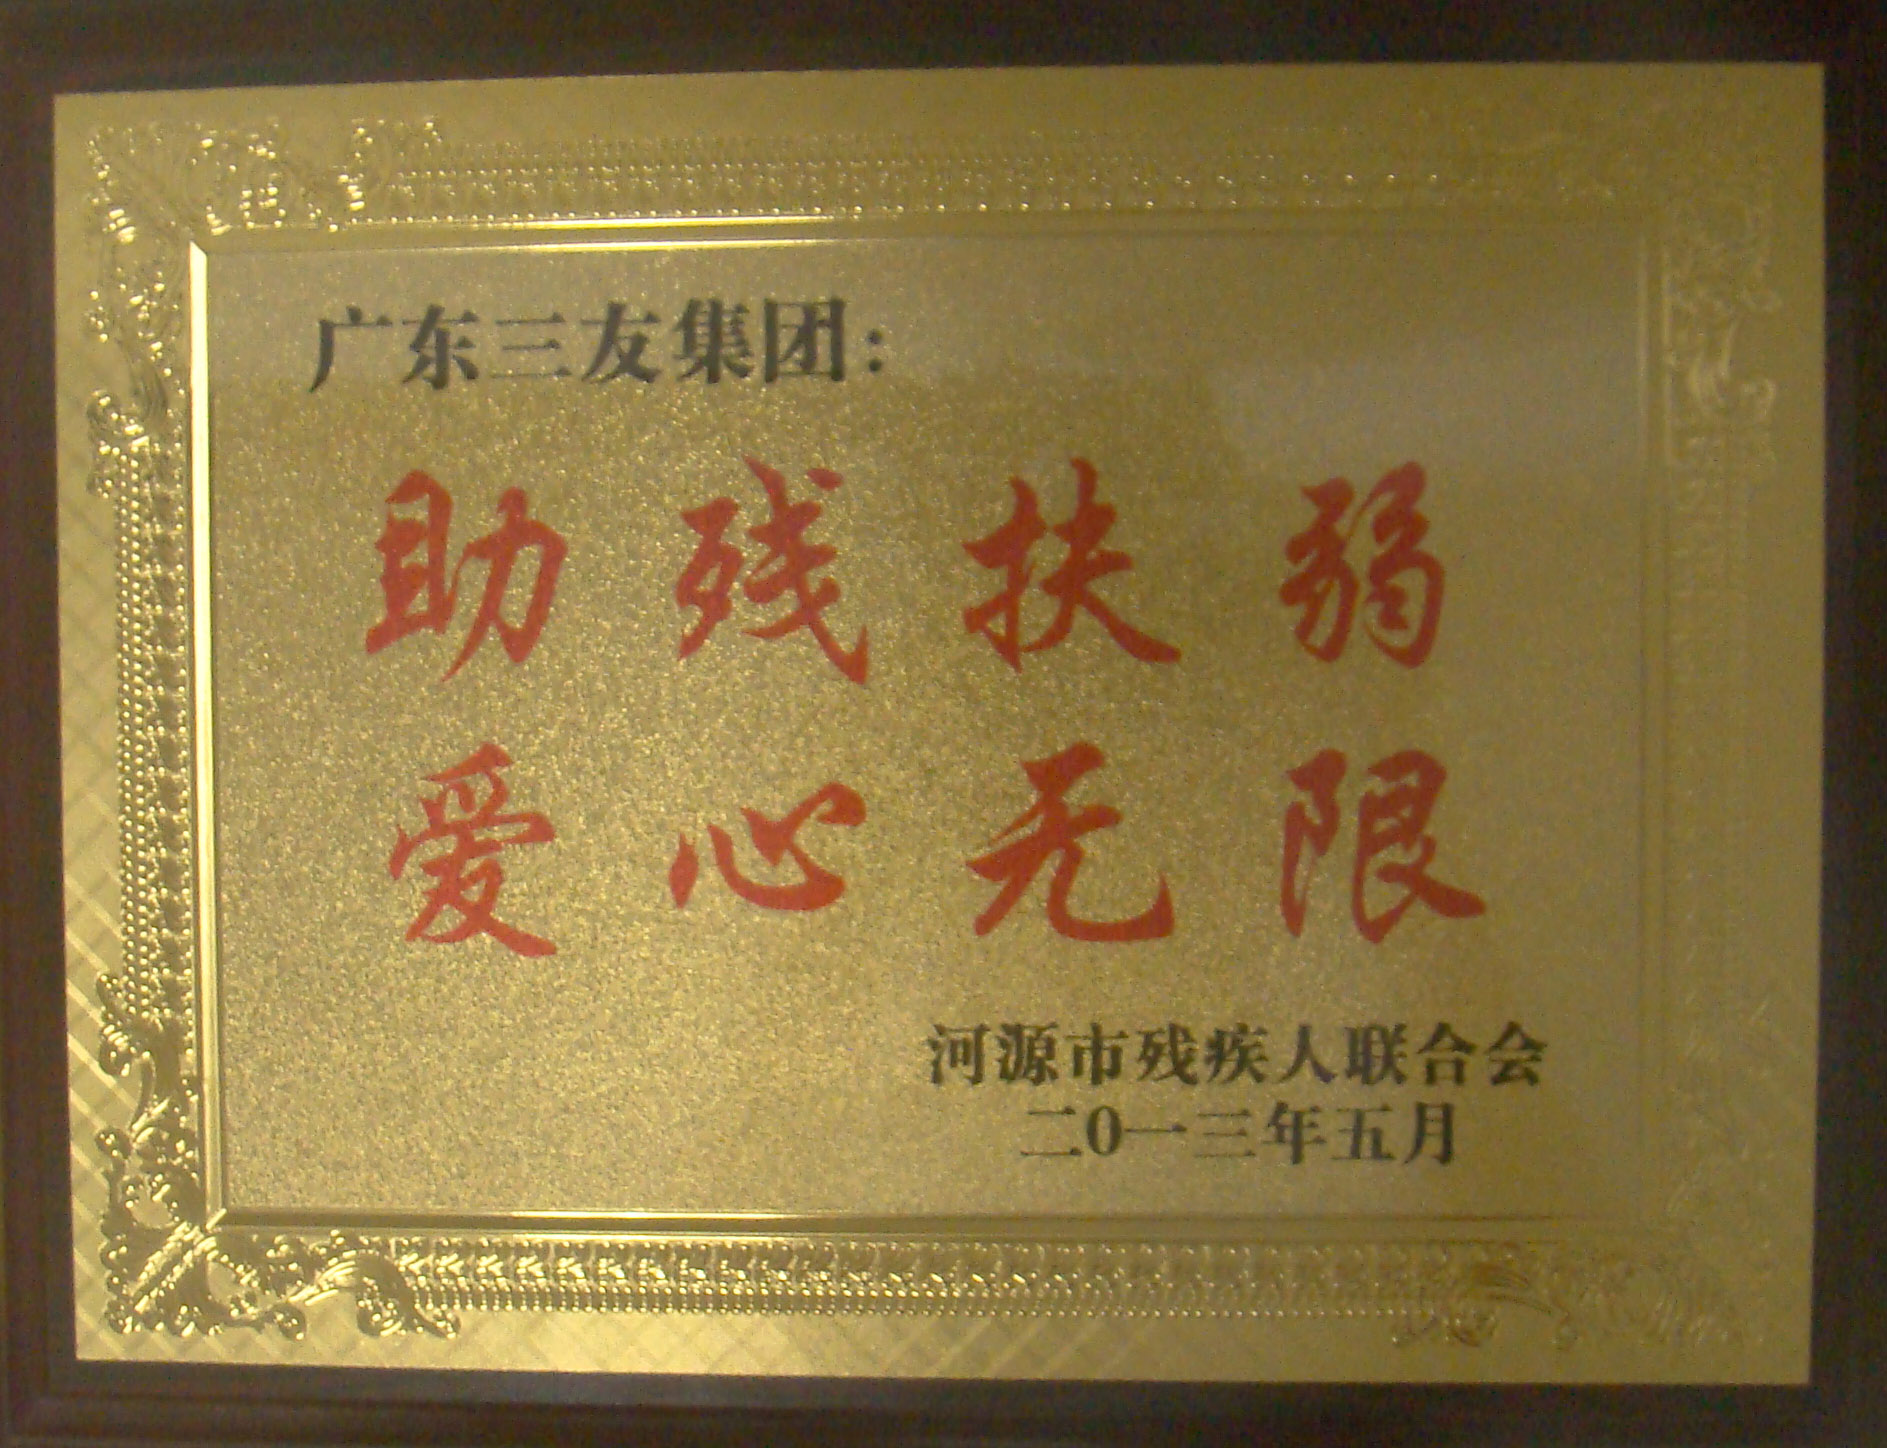 广东三友集团：
助残扶弱
爱心无限
河源市残疾人联合会
二0一三年五月